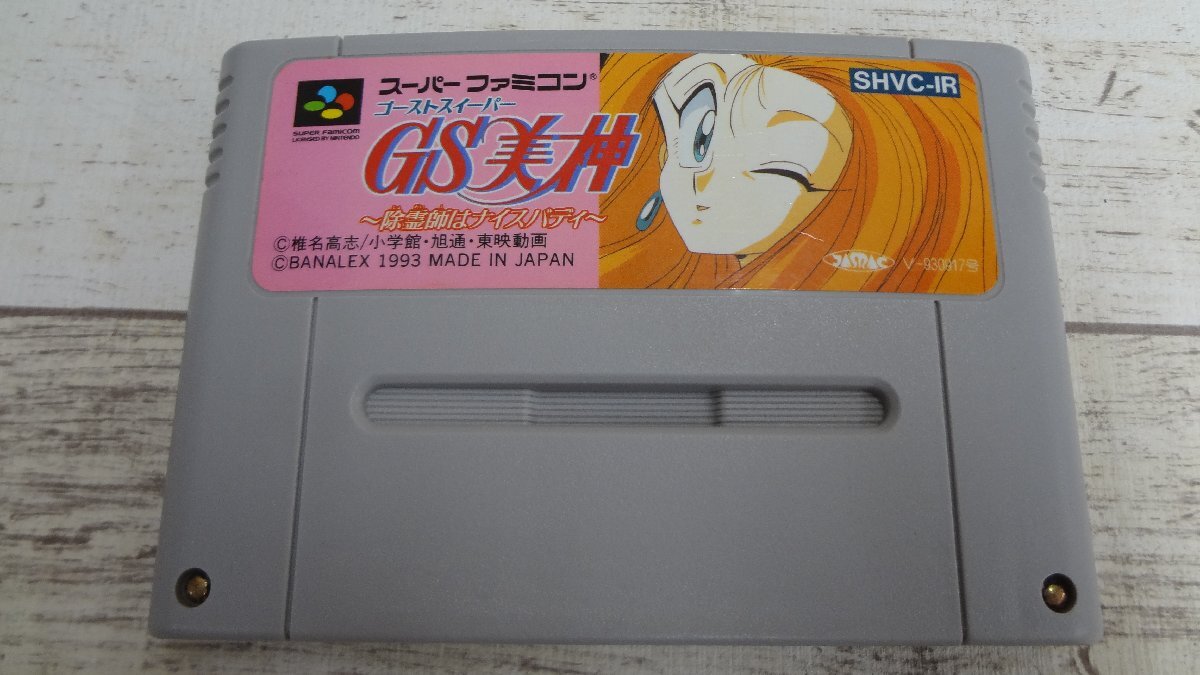 スーパーファミコン®
ゴーストスイーパー
GS美神
～除霊師はナイスバディ～
©椎名高志/小学館・旭通・東映動画
©BANALEX 1993 MADE IN JAPAN
SUPER FAMICOM
LICENSED BY NINTENDO
SHVC-IR
JASRAC V-930917号